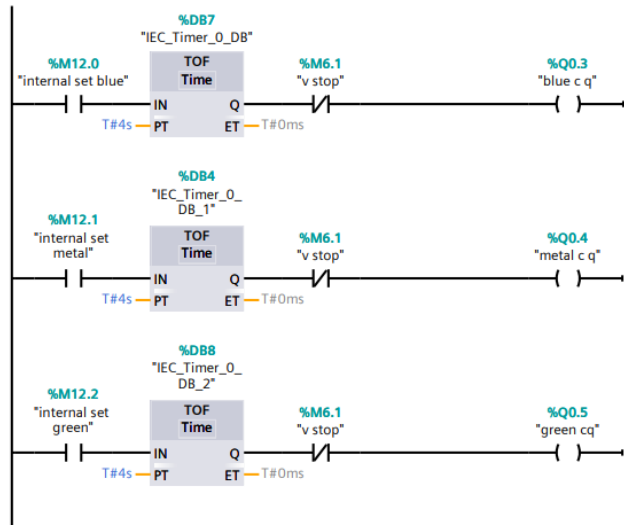 %DB7
"IEC_Timer_0_DB"
%M12.0
"internal set blue"
TOF
Time
%M6.1
"v stop"
%Q0.3
"blue c q"
IN Q
T#4s PT ET T#0ms
%DB4
"IEC_Timer_0_
DB_1"
%M12.1
"internal set
metal"
TOF
Time
%M6.1
"v stop"
%Q0.4
"metal c q"
IN Q
T#4s PT ET T#0ms
%DB8
"IEC_Timer_0_
DB_2"
%M12.2
"internal set
green"
TOF
Time
%M6.1
"v stop"
%Q0.5
"green cq"
IN Q
T#4s PT ET T#0ms